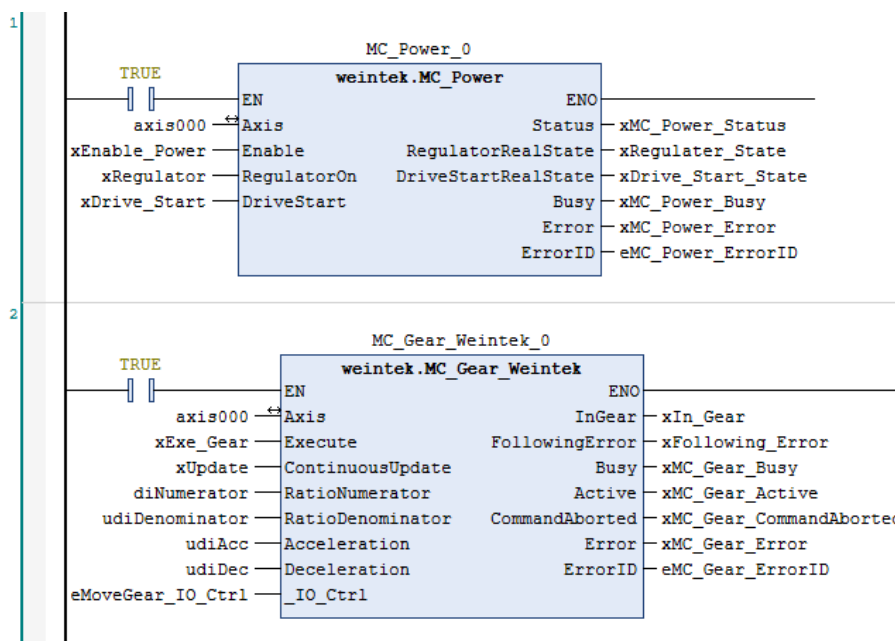 1
MC_Power_0
TRUE
weintek.MC_Power
EN ENO
axis000 Axis Status xMC_Power_Status
xEnable_Power Enable RegulatorRealState xRegulater_State
xRegulator RegulatorOn DriveStartRealState xDrive_Start_State
xDrive_Start DriveStart Busy xMC_Power_Busy
Error xMC_Power_Error
ErrorID eMC_Power_ErrorID
2
MC_Gear_Weintek_0
TRUE
weintek.MC_Gear_Weintek
EN ENO
axis000 Axis InGear xIn_Gear
xExe_Gear Execute FollowingError xFollowing_Error
xUpdate ContinuousUpdate Busy xMC_Gear_Busy
diNumerator RatioNumerator Active xMC_Gear_Active
udiDenominator RatioDenominator CommandAborted xMC_Gear_CommandAborted
udiAcc Acceleration Error xMC_Gear_Error
udiDec Deceleration ErrorID eMC_Gear_ErrorID
eMoveGear_IO_Ctrl _IO_Ctrl